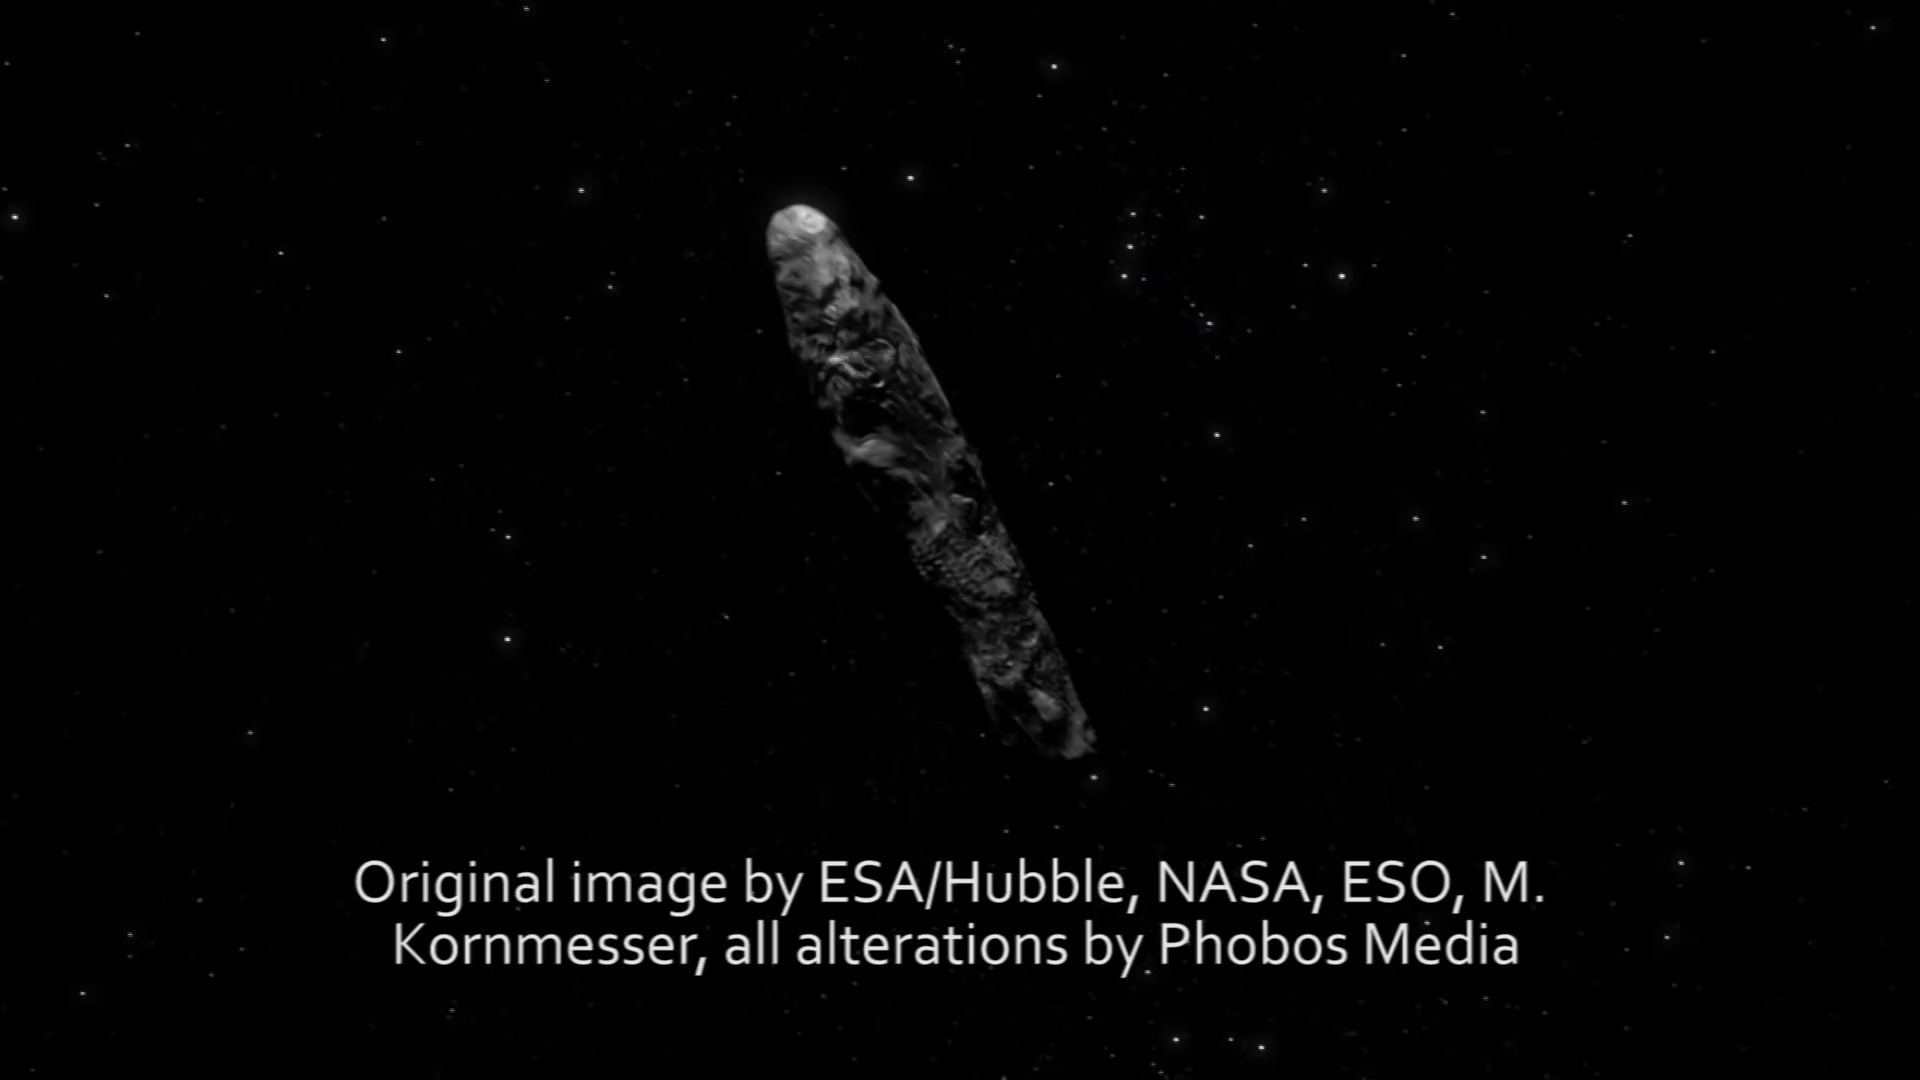 Original image by ESA/Hubble, NASA, ESO, M.
Kornmesser, all alterations by Phobos Media